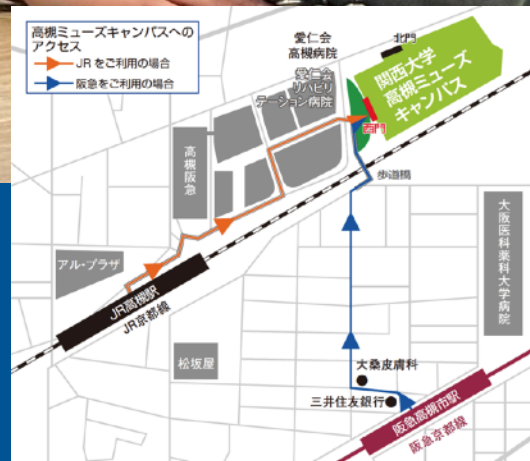 高槻ミューズキャンパスへの
アクセス
JRをご利用の場合
阪急をご利用の場合
愛仁会
高槻病院
北門
愛仁会
リハビリ
テーション病院
関西大学
高槻ミューズ
キャンパス
西門
高槻阪急
歩道橋
アル・プラザ
大阪医科薬科大学病院
JR高槻駅
JR京都線
松坂屋
大桑皮膚科
三井住友銀行
阪急高槻市駅
阪急京都線